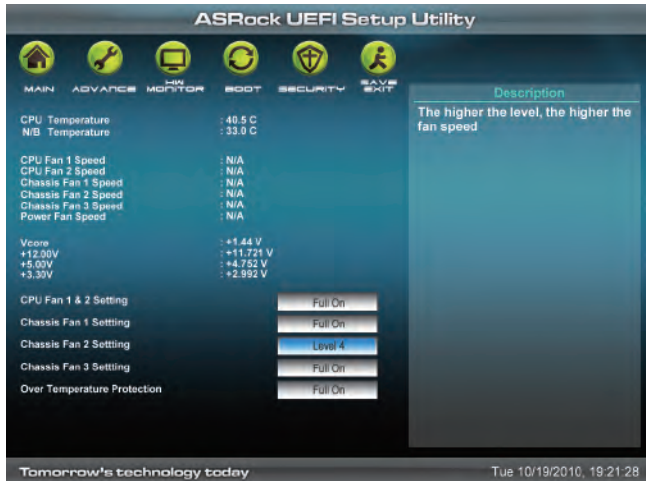 ASRock UEFI Setup Utility
MAIN
ADVANCE
HW MONITOR
BOOT
SECURITY
SAVE EXIT
Description
The higher the level, the higher the
fan speed
CPU Temperature : 40.5 C
N/B Temperature : 33.0 C
CPU Fan 1 Speed : N/A
CPU Fan 2 Speed : N/A
Chassis Fan 1 Speed : N/A
Chassis Fan 2 Speed : N/A
Chassis Fan 3 Speed : N/A
Power Fan Speed : N/A
Vcore : +1.44 V
+12.00V : +11.721 V
+5.00V : +4.752 V
+3.30V : +2.992 V
CPU Fan 1 & 2 Setting Full On
Chassis Fan 1 Settting Full On
Chassis Fan 2 Settting Level 4
Chassis Fan 3 Settting Full On
Over Temperature Protection Full On
Tomorrow's technology today
Tue 10/19/2010, 19:21:28